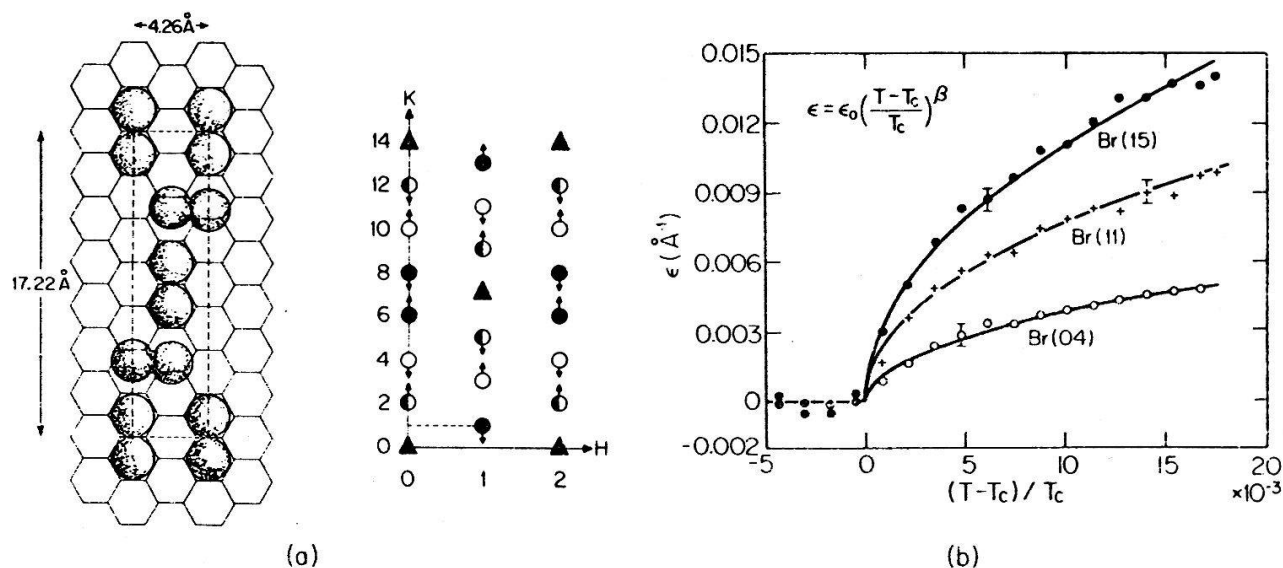 4.26Å
17.22Å
K
14
12
10
8
6
4
2
0
H
0 1 2
(a)
0.015
0.012
0.009
0.006
0.003
0
-0.002
ϵ (Å⁻¹)
ϵ = ϵ₀ (T-Tc/Tc)^β
Br(15)
Br(11)
Br(04)
-5 0 5 10 15 20
×10⁻³
(T-Tc)/Tc
(b)